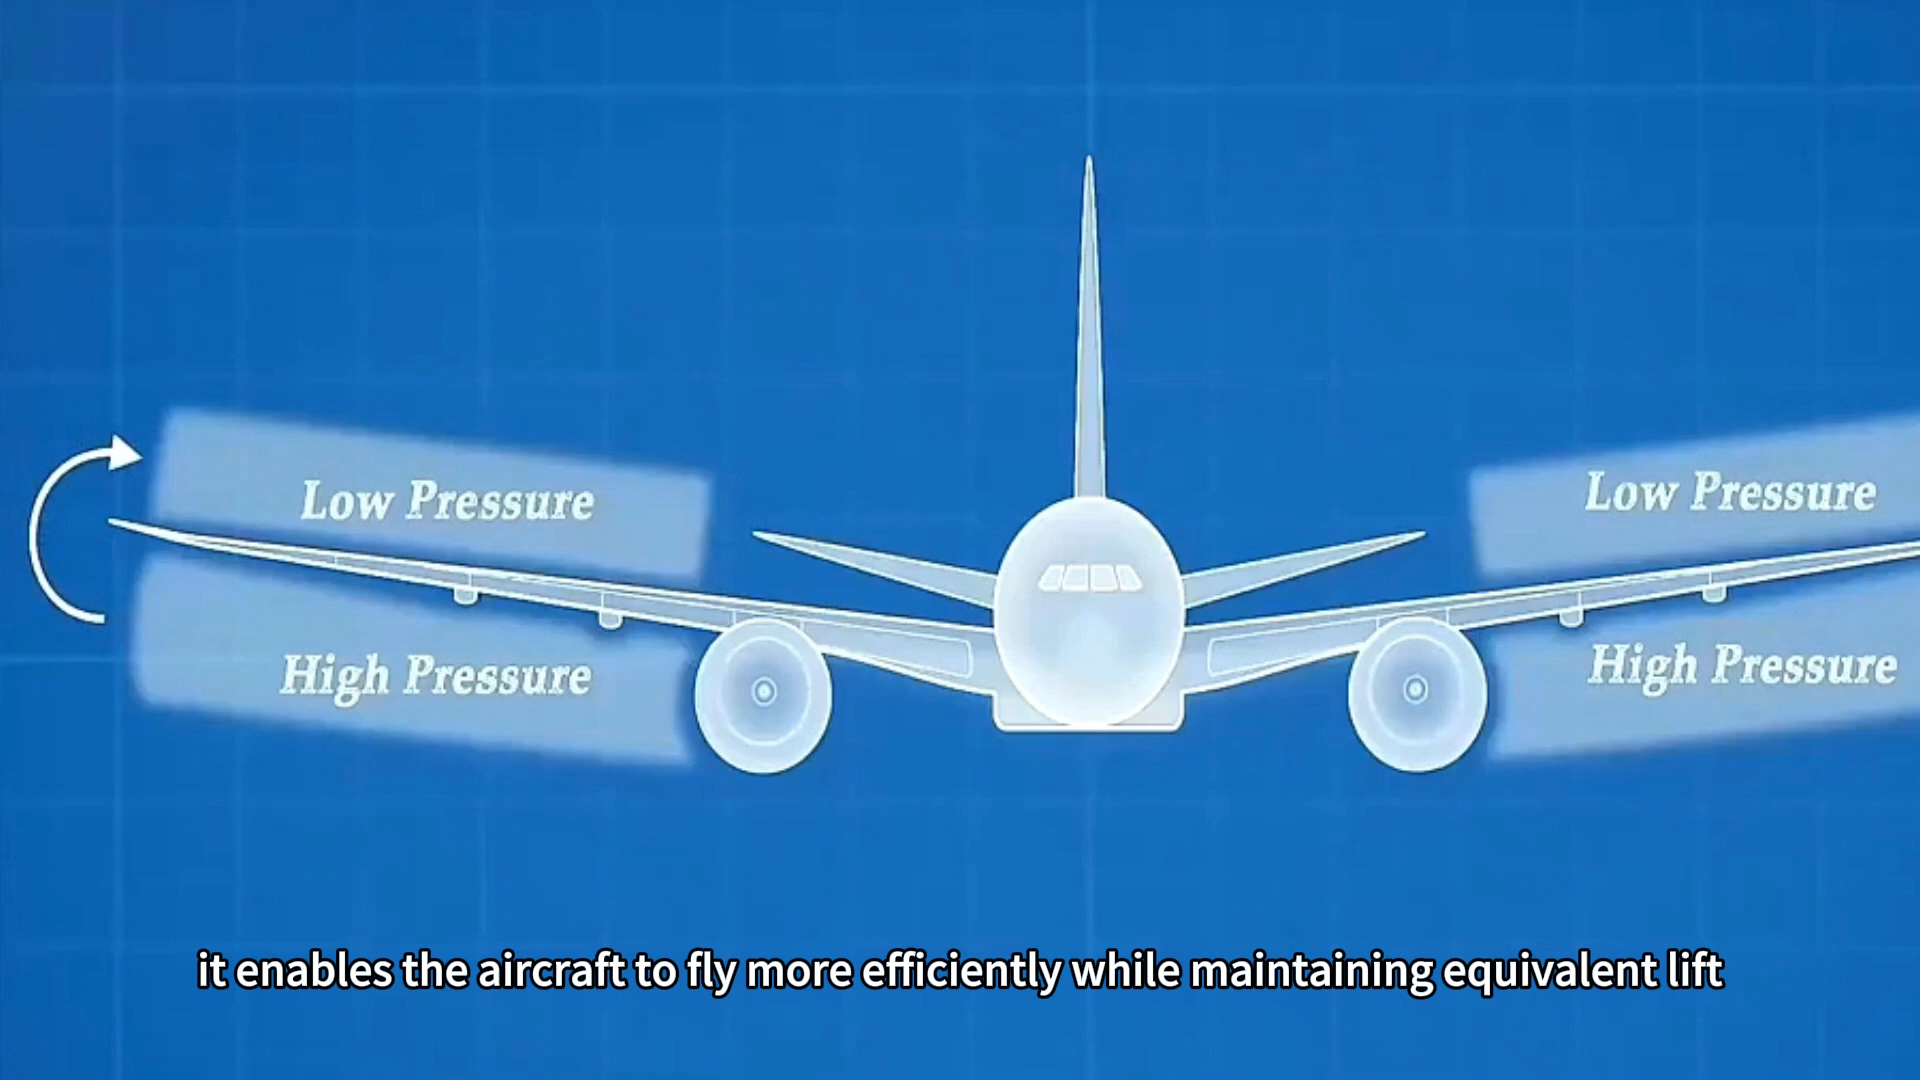 Low Pressure
Low Pressure
High Pressure
High Pressure
it enables the aircraft to fly more efficiently while maintaining equivalent lift